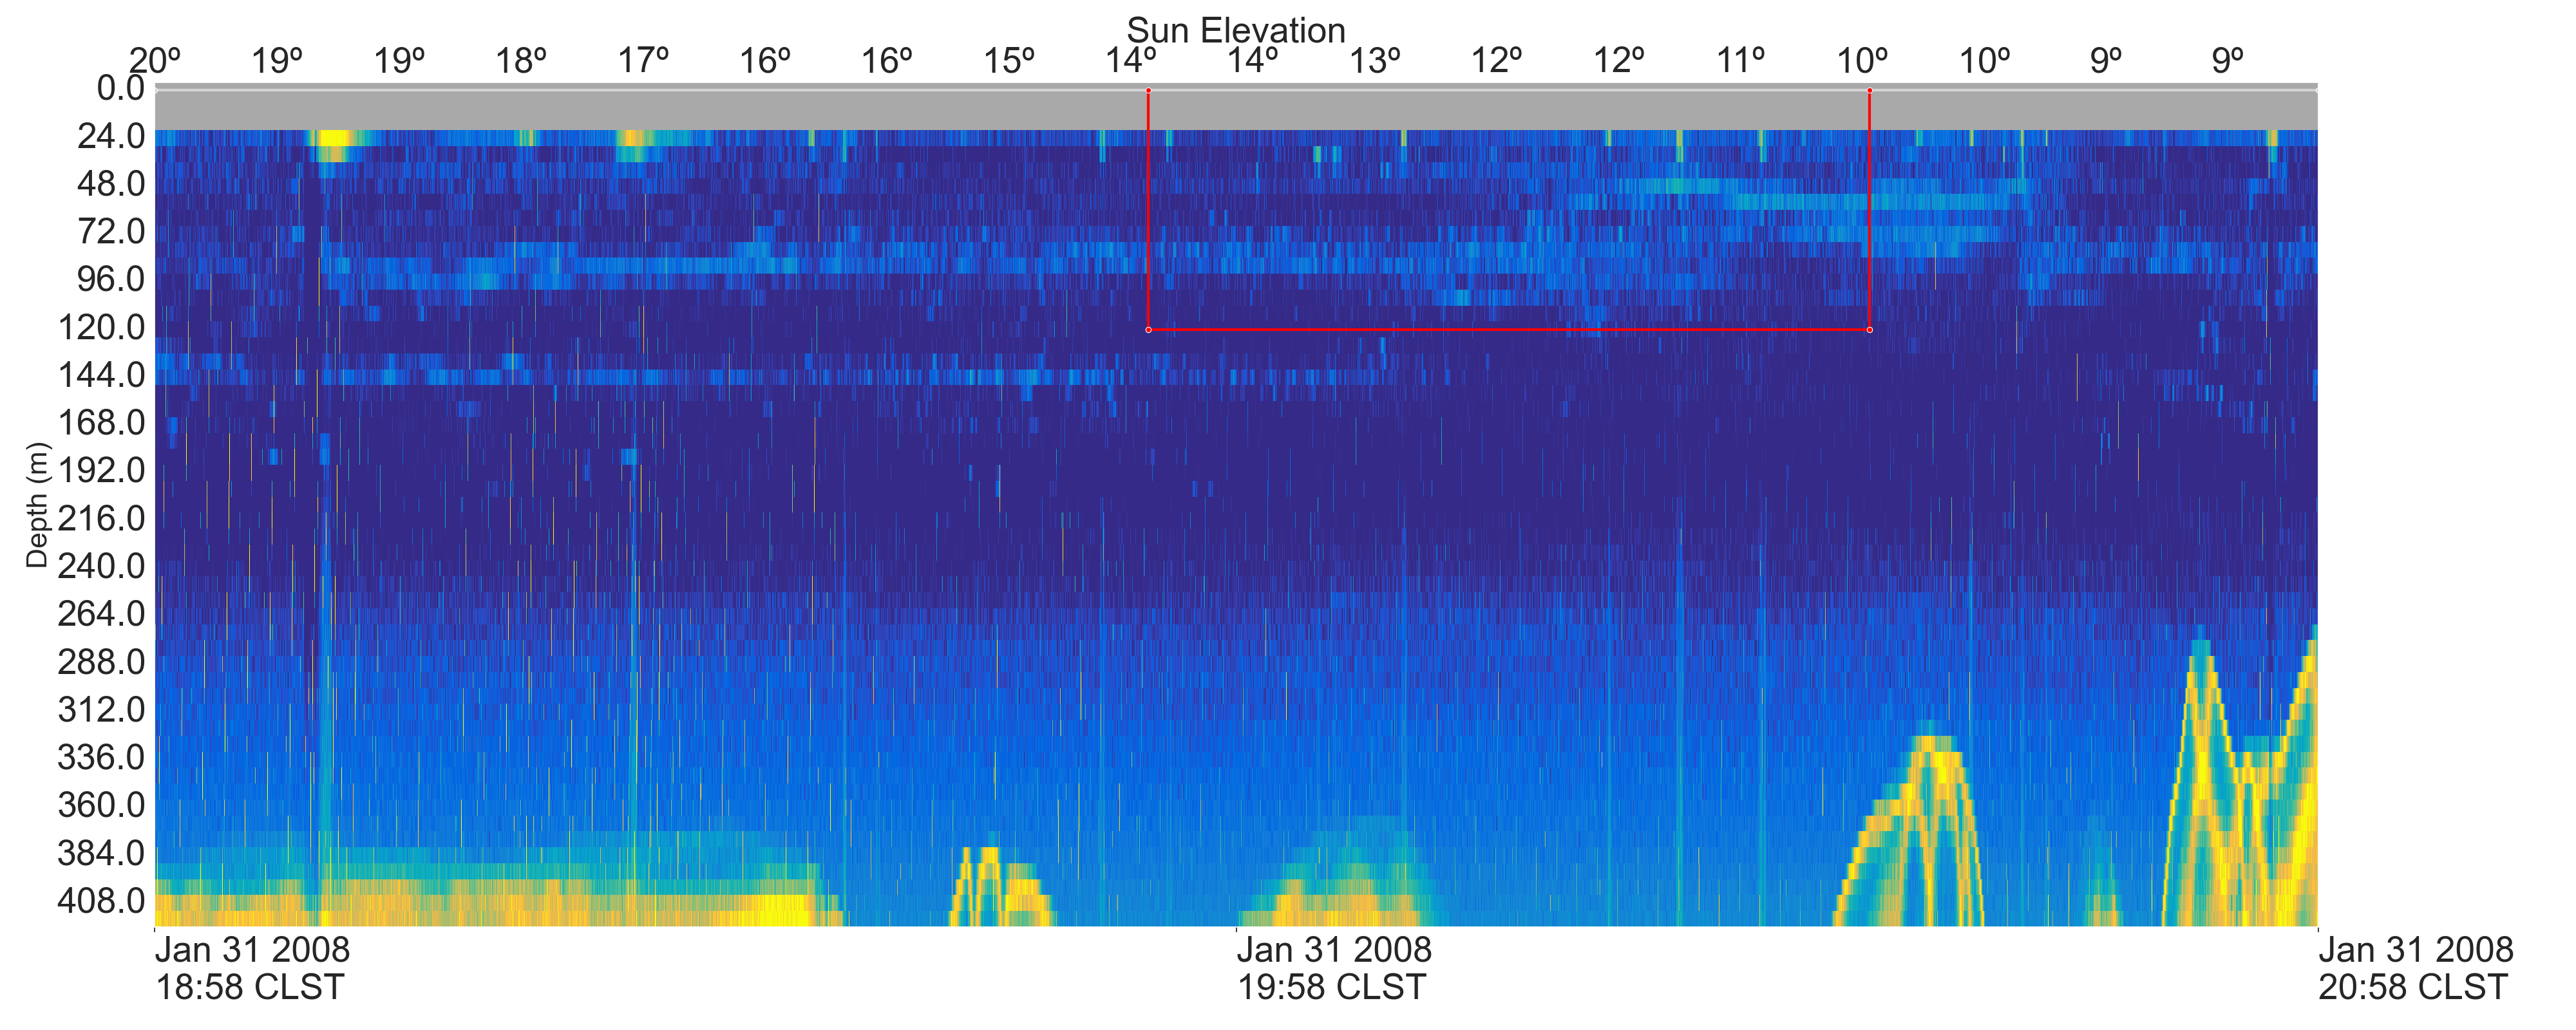 Sun Elevation
20º 19º 19º 18º 17º 16º 16º 15º 14º 14º 13º 12º 12º 11º 10º 10º 9º 9º
0.0
24.0
48.0
72.0
96.0
120.0
144.0
168.0
192.0
216.0
240.0
264.0
288.0
312.0
336.0
360.0
384.0
408.0
Depth (m)
Jan 31 2008
18:58 CLST
Jan 31 2008
19:58 CLST
Jan 31 2008
20:58 CLST